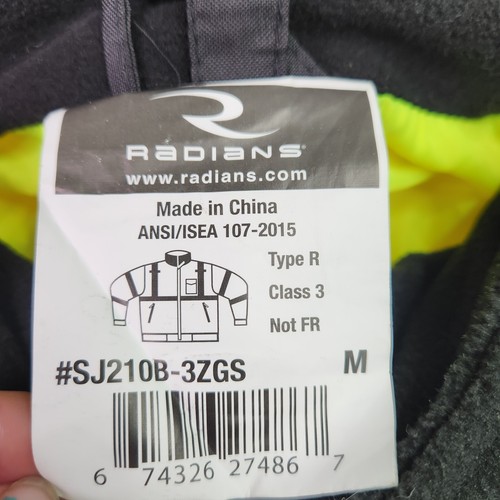 RADIANS®
www.radians.com
Made in China
ANSI/ISEA 107-2015
Type R
Class 3
Not FR
#SJ210B-3ZGS M
6 74326 27486 7